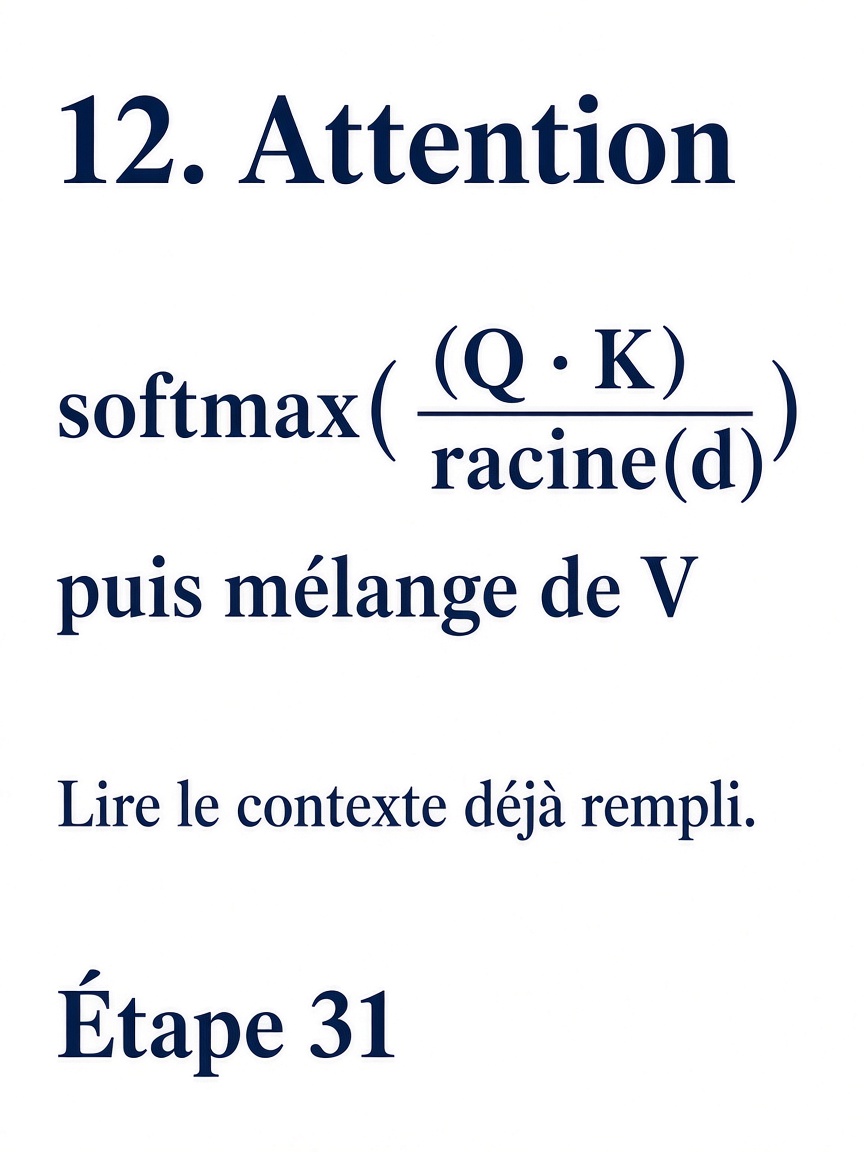 12. Attention
softmax( (Q · K) / racine(d) )
puis mélange de V
Lire le contexte déjà rempli.
Étape 31